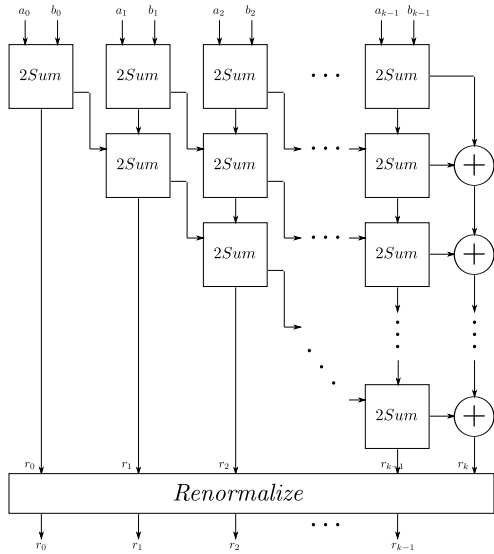 a₀ b₀ a₁ b₁ a₂ b₂ aₖ₋₁ bₖ₋₁
2Sum 2Sum 2Sum ... 2Sum
2Sum 2Sum ... 2Sum +
2Sum ... 2Sum +
2Sum +
r₀ r₁ r₂ rₖ₋₁ rₖ
Renormalize
r₀ r₁ r₂ ... rₖ₋₁